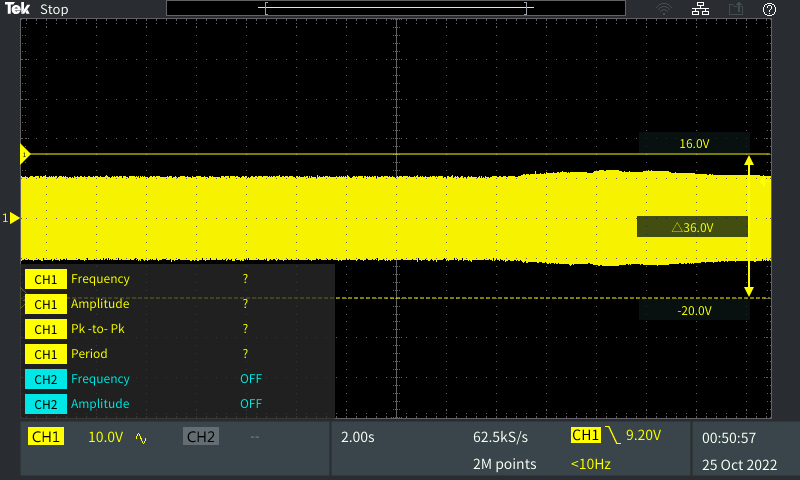 Tek Stop
?
1
16.0V
1
△36.0V
-20.0V
CH1 Frequency ?
CH1 Amplitude ?
CH1 Pk -to- Pk ?
CH1 Period ?
CH2 Frequency OFF
CH2 Amplitude OFF
CH1 10.0V CH2 -- 2.00s 62.5kS/s CH1 9.20V 00:50:57
2M points <10Hz 25 Oct 2022